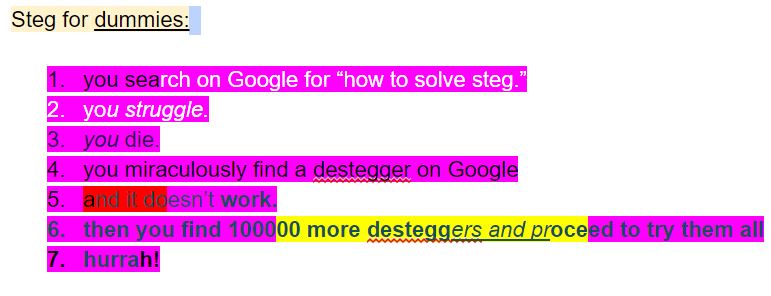 Steg for dummies:
1. you search on Google for “how to solve steg.”
2. you struggle.
3. you die.
4. you miraculously find a destegger on Google
5. and it doesn’t work.
6. then you find 100000 more desteggers and proceed to try them all
7. hurrah!